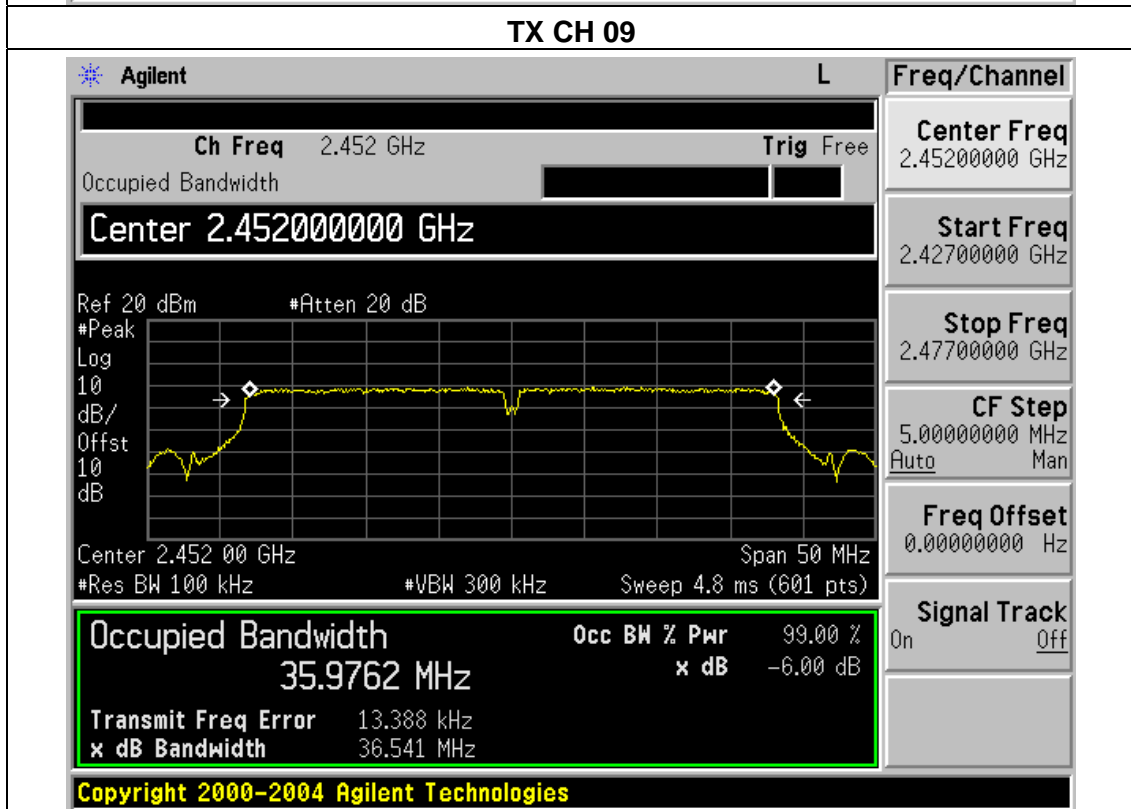 TX CH 09
Agilent L Freq/Channel
Ch Freq 2.452 GHz Trig Free
Occupied Bandwidth
Center 2.452000000 GHz
Center Freq
2.45200000 GHz
Start Freq
2.42700000 GHz
Stop Freq
2.47700000 GHz
CF Step
5.00000000 MHz
Auto Man
Freq Offset
0.00000000 Hz
Signal Track
On Off
Ref 20 dBm #Atten 20 dB
#Peak
Log
10
dB/
Offst
10
dB
Center 2.452 00 GHz Span 50 MHz
#Res BW 100 kHz #VBW 300 kHz Sweep 4.8 ms (601 pts)
Occupied Bandwidth Occ BW % Pwr 99.00 %
35.9762 MHz x dB -6.00 dB
Transmit Freq Error 13.388 kHz
x dB Bandwidth 36.541 MHz
Copyright 2000-2004 Agilent Technologies